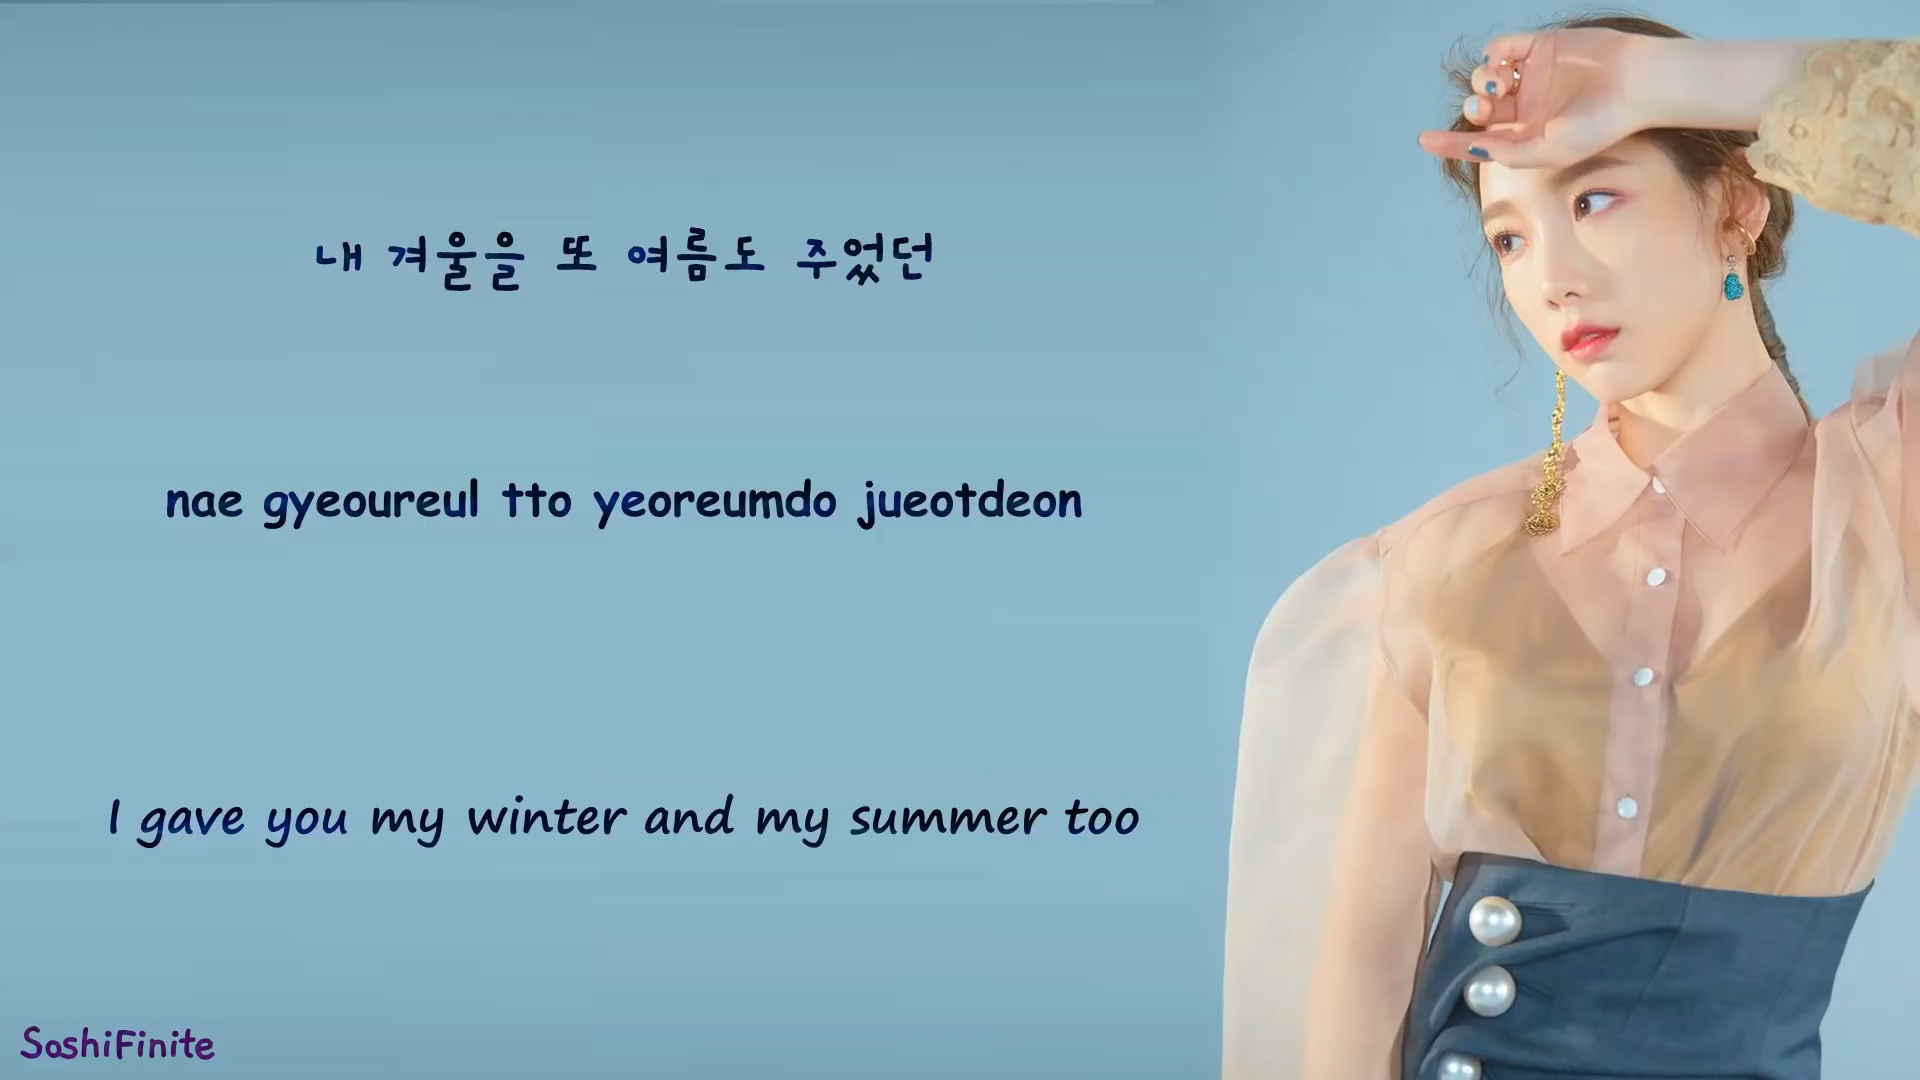 내 겨울을 또 여름도 주었던
nae gyeoureul tto yeoreumdo jueotdeon
I gave you my winter and my summer too
SoshiFinite